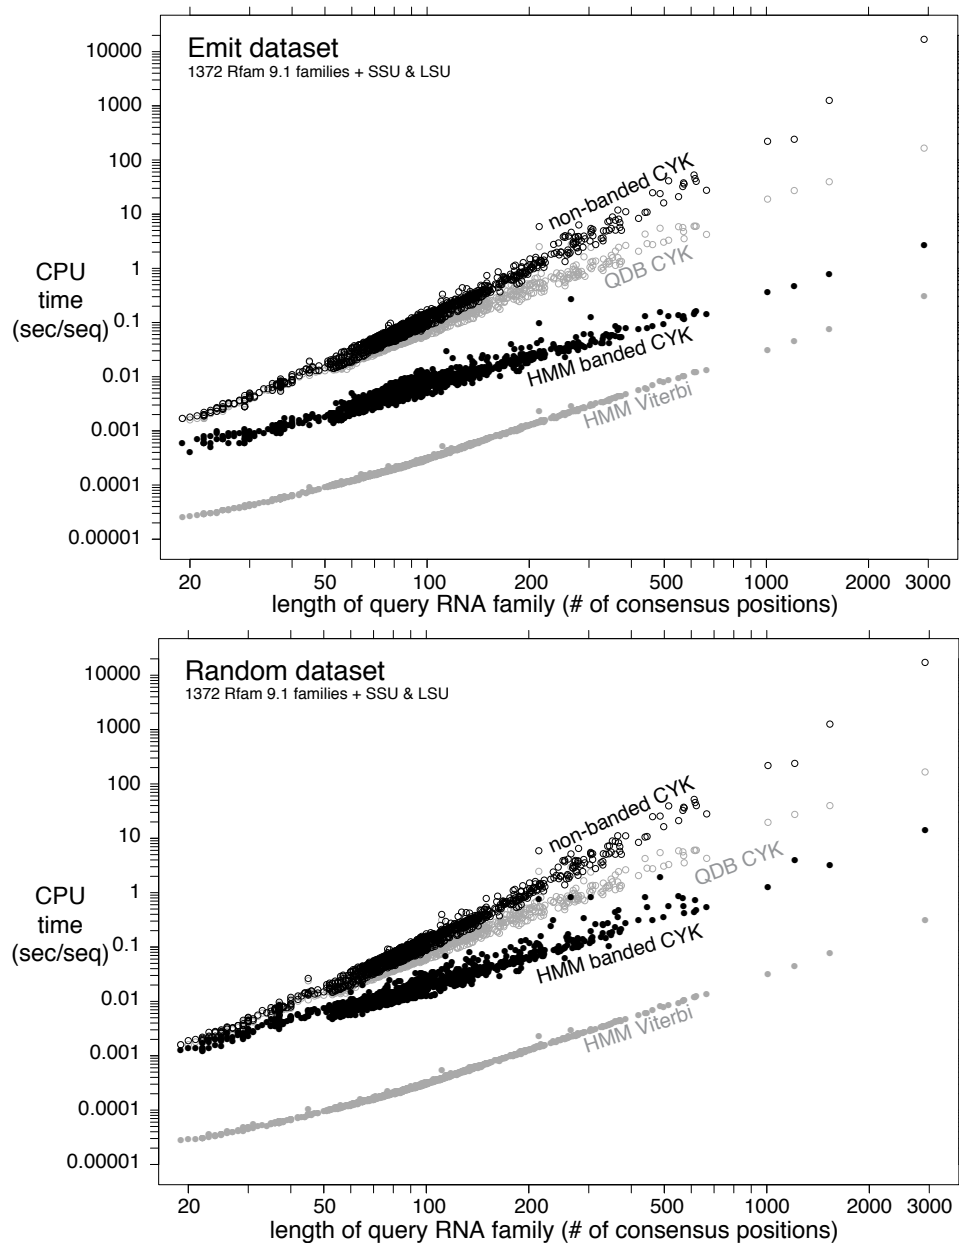 Emit dataset
1372 Rfam 9.1 families + SSU & LSU
10000
1000
100
10
1
0.1
0.01
0.001
0.0001
0.00001
CPU
time
(sec/seq)
non-banded CYK
QDB CYK
HMM banded CYK
HMM Viterbi
20 50 100 200 500 1000 2000 3000
length of query RNA family (# of consensus positions)
Random dataset
1372 Rfam 9.1 families + SSU & LSU
10000
1000
100
10
1
0.1
0.01
0.001
0.0001
0.00001
CPU
time
(sec/seq)
non-banded CYK
QDB CYK
HMM banded CYK
HMM Viterbi
20 50 100 200 500 1000 2000 3000
length of query RNA family (# of consensus positions)